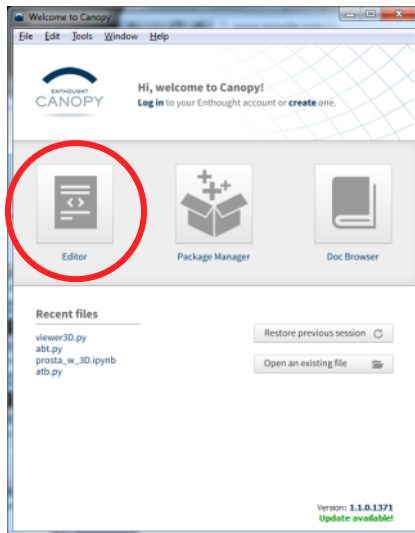 Welcome to Canopy
File Edit Tools Window Help
ENTHOUGHT
CANOPY
Hi, welcome to Canopy!
Log in to your Enthought account or create one.
Editor
Package Manager
Doc Browser
Recent files
viewer3D.py
abt.py
prosta_w_3D.ipynb
atb.py
Restore previous session
Open an existing file
Version: 1.1.0.1371
Update available!